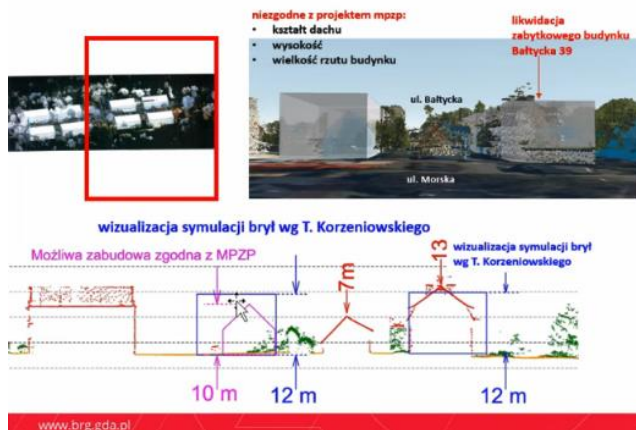 niezgodne z projektem mpzp:
• kształt dachu
• wysokość
• wielkość rzutu budynku
likwidacja
zabytkowego budynku
Bałtycka 39
ul. Bałtycka
ul. Morska
wizualizacja symulacji brył wg T. Korzeniowskiego
Możliwa zabudowa zgodna z MPZP
7m
13
wizualizacja symulacji brył
wg T. Korzeniowskiego
10 m
12 m
12 m
www.brg.gda.pl